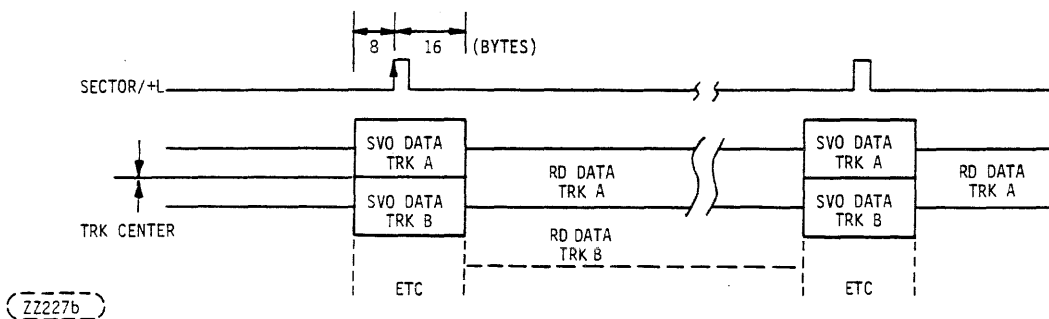 8 16 (BYTES)
SECTOR/+L
SVO DATA
TRK A
SVO DATA
TRK B
TRK CENTER
RD DATA
TRK A
RD DATA
TRK B
SVO DATA
TRK A
SVO DATA
TRK B
RD DATA
TRK A
ETC
ETC
ZZ227b